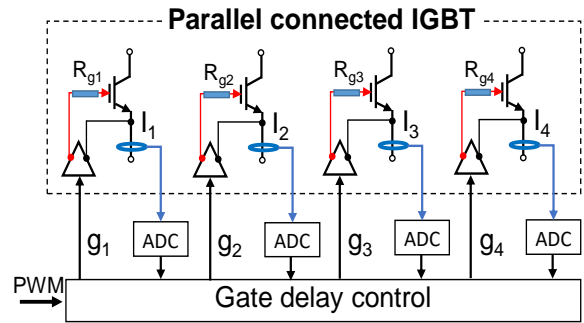 Parallel connected IGBT
Rg1 Rg2 Rg3 Rg4
I1 I2 I3 I4
g1 ADC g2 ADC g3 ADC g4 ADC
PWM
Gate delay control